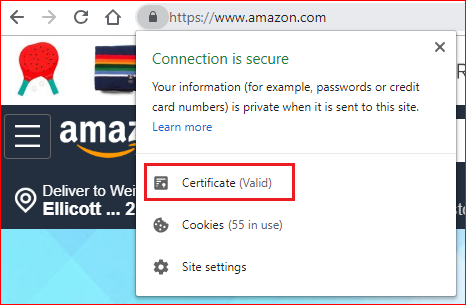 https://www.amazon.com
Connection is secure
Your information (for example, passwords or credit
card numbers) is private when it is sent to this site.
Learn more
amaz
Certificate (Valid)
Deliver to Wei
Ellicott ... 2
Cookies (55 in use)
Site settings